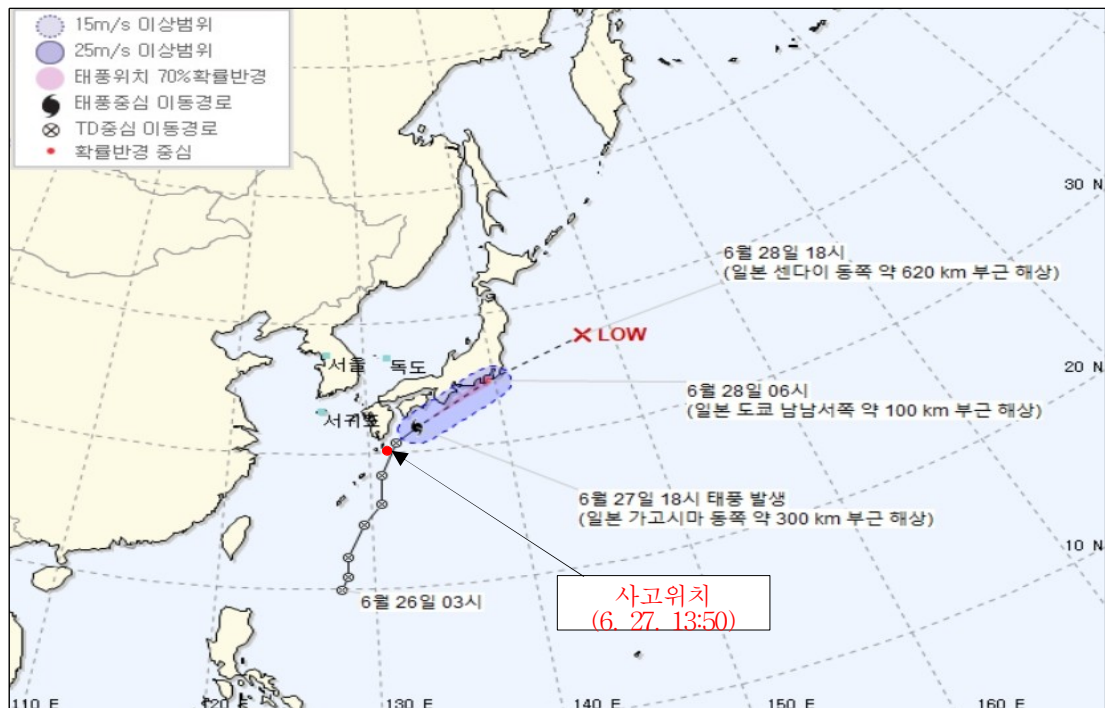 15m/s 이상범위
25m/s 이상범위
태풍위치 70%확률반경
태풍중심 이동경로
TD중심 이동경로
확률반경 중심
30 N
6월 28일 18시
(일본 센다이 동쪽 약 620 km 부근 해상)
LOW
서울
독도
20 N
6월 28일 06시
(일본 도쿄 남남서쪽 약 100 km 부근 해상)
서귀포
6월 27일 18시 태풍 발생
(일본 가고시마 동쪽 약 300 km 부근 해상)
10 N
사고위치
(6. 27. 13:50)
6월 26일 03시
110 E
120 E
130 E
140 E
150 E
160 E